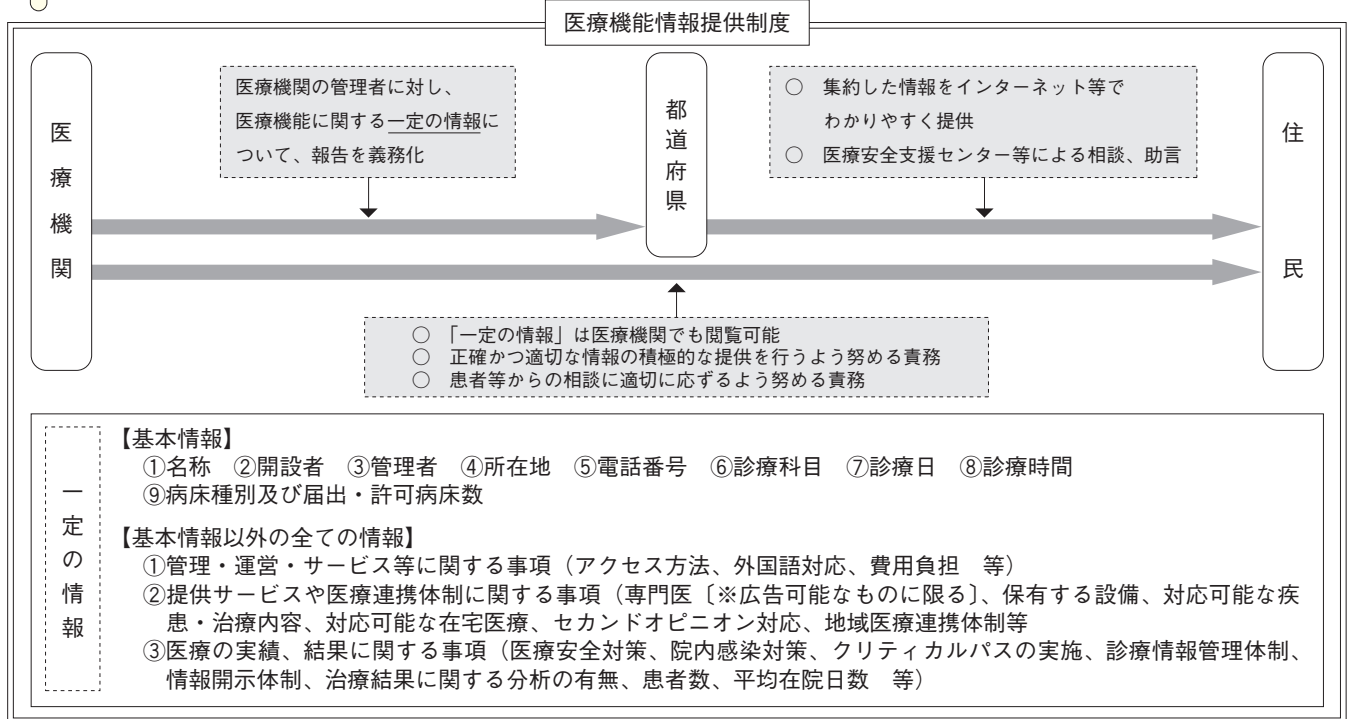 医療機能情報提供制度
医療機関
医療機関の管理者に対し、
医療機能に関する一定の情報に
ついて、報告を義務化
都道府県
○ 集約した情報をインターネット等で
わかりやすく提供
○ 医療安全支援センター等による相談、助言
住民
○ 「一定の情報」は医療機関でも閲覧可能
○ 正確かつ適切な情報の積極的な提供を行うよう努める責務
○ 患者等からの相談に適切に応ずるよう努める責務
一定の情報
【基本情報】
①名称 ②開設者 ③管理者 ④所在地 ⑤電話番号 ⑥診療科目 ⑦診療日 ⑧診療時間
⑨病床種別及び届出・許可病床数
【基本情報以外の全ての情報】
①管理・運営・サービス等に関する事項（アクセス方法、外国語対応、費用負担 等）
②提供サービスや医療連携体制に関する事項（専門医〔※広告可能なものに限る〕、保有する設備、対応可能な疾
患・治療内容、対応可能な在宅医療、セカンドオピニオン対応、地域医療連携体制等
③医療の実績、結果に関する事項（医療安全対策、院内感染対策、クリティカルパスの実施、診療情報管理体制、
情報開示体制、治療結果に関する分析の有無、患者数、平均在院日数 等）